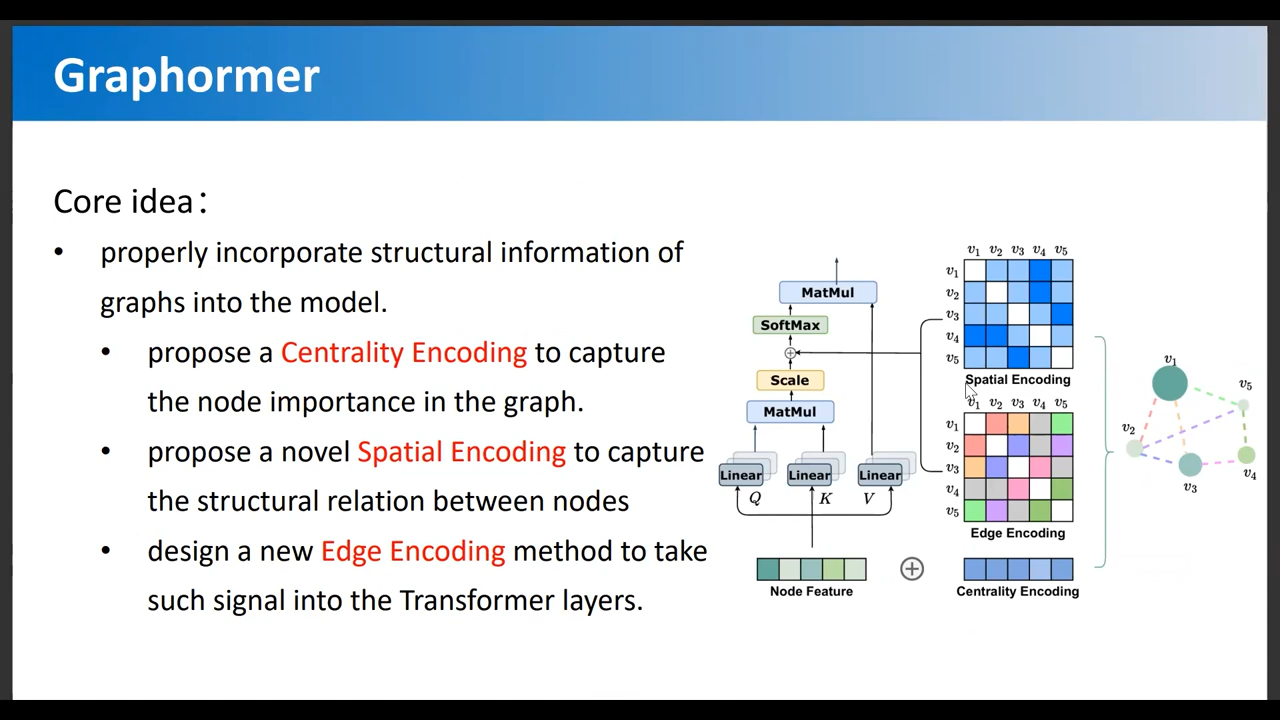 Graphormer
Core idea：
• properly incorporate structural information of
graphs into the model.
• propose a Centrality Encoding to capture
the node importance in the graph.
• propose a novel Spatial Encoding to capture
the structural relation between nodes
• design a new Edge Encoding method to take
such signal into the Transformer layers.
MatMul
SoftMax
Scale
MatMul
Linear Linear Linear
Q K V
Node Feature
v1 v2 v3 v4 v5
v1
v2
v3
v4
v5
Spatial Encoding
v1 v2 v3 v4 v5
v1
v2
v3
v4
v5
Edge Encoding
Centrality Encoding
v1
v5
v2
v4
v3